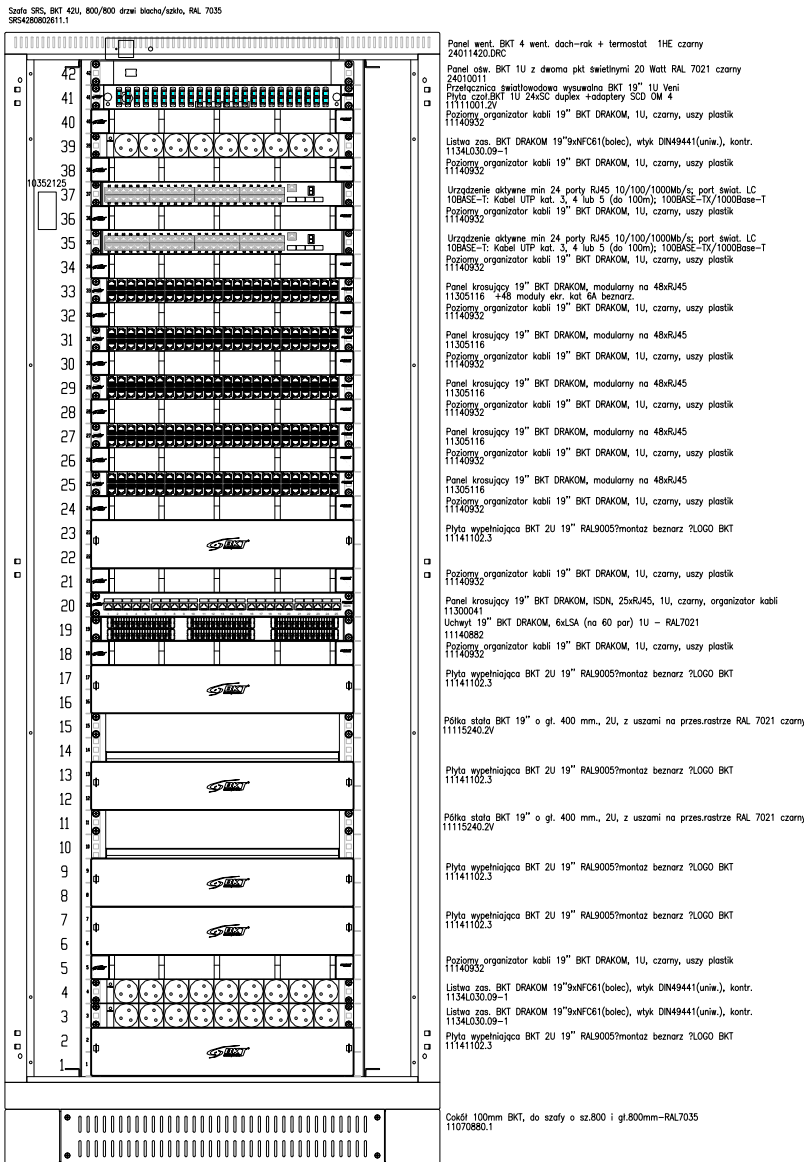 Szafa SRS, BKT 42U, 800/800 drzwi blacha/szkło, RAL 7035
SRS4280802611.1
Panel went. BKT 4 went. dach-rak + termostat 1HE czarny
24011420.DRC
42
Panel ośw. BKT 1U z dwoma pkt świetlnymi 20 Watt RAL 7021 czarny
24010011
41
Przełącznica światłowodowa wysuwalna BKT 19" 1U Veni
Płyta czoł.BKT 1U 24xSC duplex +adaptery SCD OM 4
11111001.2V
40
Poziomy organizator kabli 19" BKT DRAKOM, 1U, czarny, uszy plastik
11140932
39
Listwa zas. BKT DRAKOM 19"9xNFC61(bolec), wtyk DIN49441(uniw.), kontr.
1134L030.09-1
38
Poziomy organizator kabli 19" BKT DRAKOM, 1U, czarny, uszy plastik
11140932
10352125
37
Urządzenie aktywne min 24 porty RJ45 10/100/1000Mb/s; port świat. LC
10BASE-T: Kabel UTP kat. 3, 4 lub 5 (do 100m); 100BASE-TX/1000Base-T
36
Poziomy organizator kabli 19" BKT DRAKOM, 1U, czarny, uszy plastik
11140932
35
Urządzenie aktywne min 24 porty RJ45 10/100/1000Mb/s; port świat. LC
10BASE-T: Kabel UTP kat. 3, 4 lub 5 (do 100m); 100BASE-TX/1000Base-T
34
Poziomy organizator kabli 19" BKT DRAKOM, 1U, czarny, uszy plastik
11140932
33
Panel krosujący 19" BKT DRAKOM, modularny na 48xRJ45
11305116 +48 moduły ekr. kat 6A beznarz.
32
Poziomy organizator kabli 19" BKT DRAKOM, 1U, czarny, uszy plastik
11140932
31
Panel krosujący 19" BKT DRAKOM, modularny na 48xRJ45
11305116
30
Poziomy organizator kabli 19" BKT DRAKOM, 1U, czarny, uszy plastik
11140932
29
Panel krosujący 19" BKT DRAKOM, modularny na 48xRJ45
11305116
28
Poziomy organizator kabli 19" BKT DRAKOM, 1U, czarny, uszy plastik
11140932
27
Panel krosujący 19" BKT DRAKOM, modularny na 48xRJ45
11305116
26
Poziomy organizator kabli 19" BKT DRAKOM, 1U, czarny, uszy plastik
11140932
25
Panel krosujący 19" BKT DRAKOM, modularny na 48xRJ45
11305116
24
Poziomy organizator kabli 19" BKT DRAKOM, 1U, czarny, uszy plastik
11140932
23
BKT
Płyta wypełniająca BKT 2U 19" RAL9005?montaż beznarz ?LOGO BKT
11141102.3
22
21
Poziomy organizator kabli 19" BKT DRAKOM, 1U, czarny, uszy plastik
11140932
20
Panel krosujący 19" BKT DRAKOM, ISDN, 25xRJ45, 1U, czarny, organizator kabli
11300041
19
Uchwyt 19" BKT DRAKOM, 6xLSA (na 60 par) 1U - RAL7021
11140882
18
Poziomy organizator kabli 19" BKT DRAKOM, 1U, czarny, uszy plastik
11140932
17
BKT
Płyta wypełniająca BKT 2U 19" RAL9005?montaż beznarz ?LOGO BKT
11141102.3
16
15
Półka stała BKT 19" o gł. 400 mm., 2U, z uszami na przes.rastrze RAL 7021 czarny
11115240.2V
14
13
BKT
Płyta wypełniająca BKT 2U 19" RAL9005?montaż beznarz ?LOGO BKT
11141102.3
12
11
Półka stała BKT 19" o gł. 400 mm., 2U, z uszami na przes.rastrze RAL 7021 czarny
11115240.2V
10
9
BKT
Płyta wypełniająca BKT 2U 19" RAL9005?montaż beznarz ?LOGO BKT
11141102.3
8
7
BKT
Płyta wypełniająca BKT 2U 19" RAL9005?montaż beznarz ?LOGO BKT
11141102.3
6
5
Poziomy organizator kabli 19" BKT DRAKOM, 1U, czarny, uszy plastik
11140932
4
Listwa zas. BKT DRAKOM 19"9xNFC61(bolec), wtyk DIN49441(uniw.), kontr.
1134L030.09-1
3
Listwa zas. BKT DRAKOM 19"9xNFC61(bolec), wtyk DIN49441(uniw.), kontr.
1134L030.09-1
2
BKT
Płyta wypełniająca BKT 2U 19" RAL9005?montaż beznarz ?LOGO BKT
11141102.3
1
Cokół 100mm BKT, do szafy o sz.800 i gł.800mm-RAL7035
11070880.1